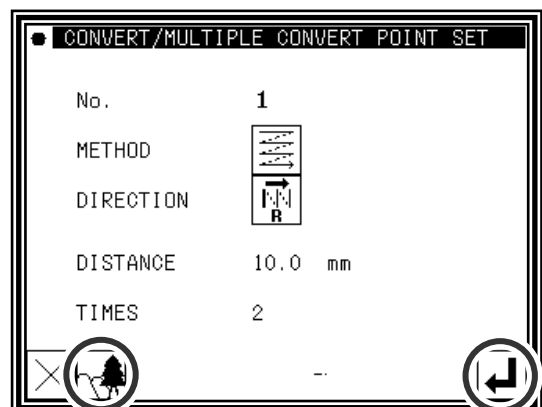 CONVERT/MULTIPLE CONVERT POINT SET
No. 1
METHOD
DIRECTION R
DISTANCE 10.0 mm
TIMES 2